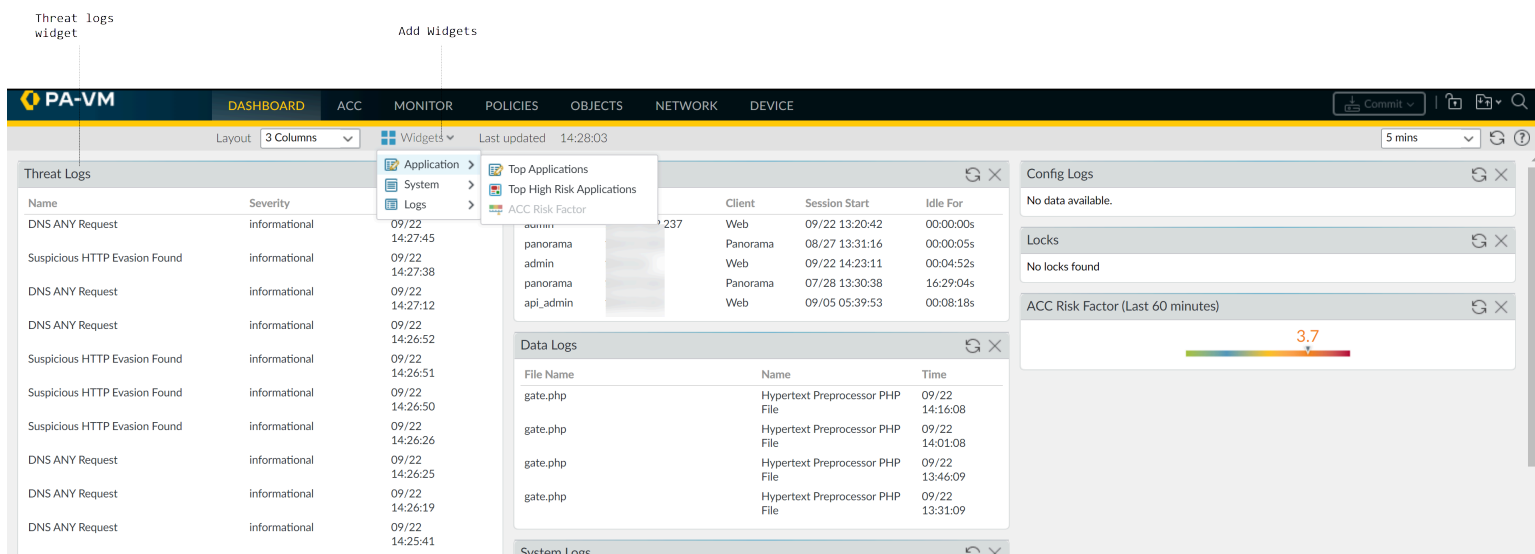 Threat logs
widget
Add Widgets
PA-VM
DASHBOARD ACC MONITOR POLICIES OBJECTS NETWORK DEVICE
Commit
Layout 3 Columns Widgets Last updated 14:28:03
5 mins
Application
System
Logs
Top Applications
Top High Risk Applications
ACC Risk Factor
Threat Logs
Name Severity
DNS ANY Request informational 09/22
14:27:45
Suspicious HTTP Evasion Found informational 09/22
14:27:38
DNS ANY Request informational 09/22
14:27:12
DNS ANY Request informational 09/22
14:26:52
Suspicious HTTP Evasion Found informational 09/22
14:26:51
Suspicious HTTP Evasion Found informational 09/22
14:26:50
Suspicious HTTP Evasion Found informational 09/22
14:26:26
DNS ANY Request informational 09/22
14:26:25
DNS ANY Request informational 09/22
14:26:19
DNS ANY Request informational 09/22
14:25:41
Client Session Start Idle For
admin 237 Web 09/22 13:20:42 00:00:00s
panorama Panorama 08/27 13:31:16 00:00:05s
admin Web 09/22 14:23:11 00:04:52s
panorama Panorama 07/28 13:30:38 16:29:04s
api_admin Web 09/05 05:39:53 00:08:18s
Data Logs
File Name Name Time
gate.php Hypertext Preprocessor PHP 09/22
File 14:16:08
gate.php Hypertext Preprocessor PHP 09/22
File 14:01:08
gate.php Hypertext Preprocessor PHP 09/22
File 13:46:09
gate.php Hypertext Preprocessor PHP 09/22
File 13:31:09
System Logs
Config Logs
No data available.
Locks
No locks found
ACC Risk Factor (Last 60 minutes)
3.7